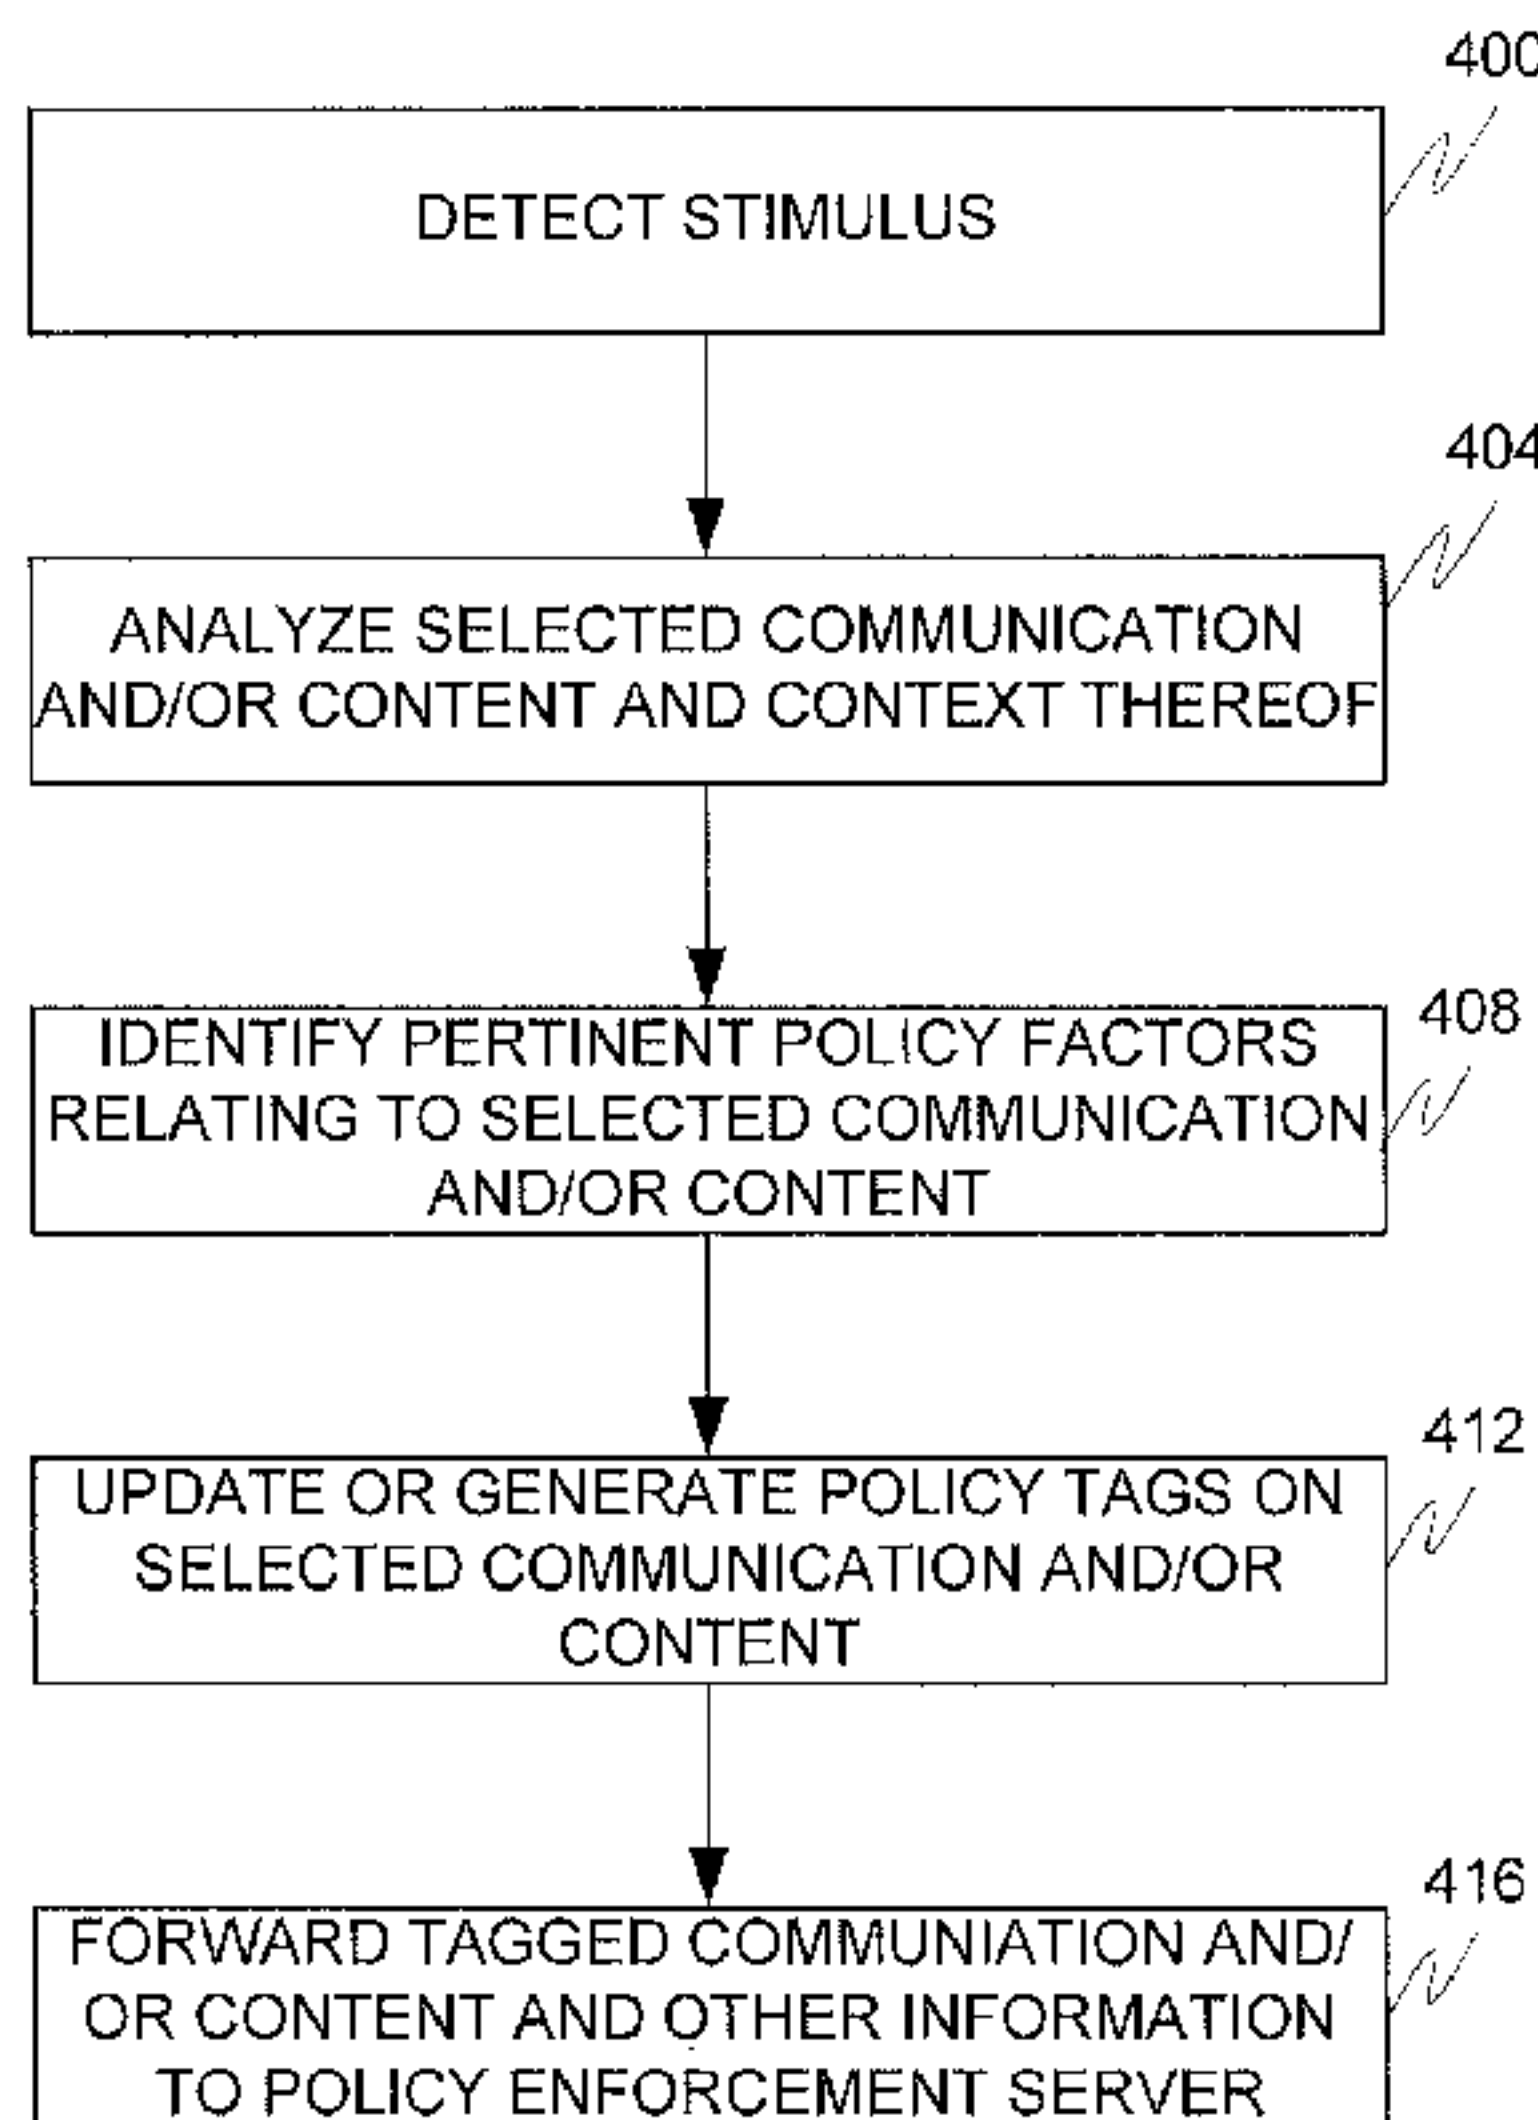 400
DETECT STIMULUS
404
ANALYZE SELECTED COMMUNICATION
AND/OR CONTENT AND CONTEXT THEREOF
408
IDENTIFY PERTINENT POLICY FACTORS
RELATING TO SELECTED COMMUNICATION
AND/OR CONTENT
412
UPDATE OR GENERATE POLICY TAGS ON
SELECTED COMMUNICATION AND/OR
CONTENT
416
FORWARD TAGGED COMMUNIATION AND/
OR CONTENT AND OTHER INFORMATION
TO POLICY ENFORCEMENT SERVER